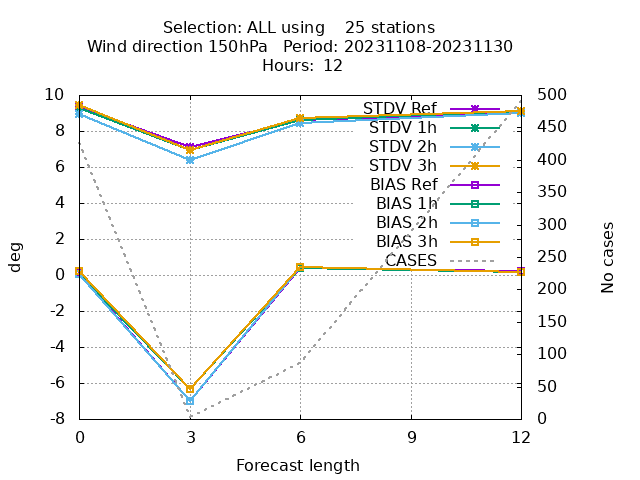 Selection: ALL using    25 stations
Wind direction 150hPa   Period: 20231108-20231130
Hours:  12
10
8
6
4
2
0
-2
-4
-6
-8
deg
500
450
400
350
300
250
200
150
100
50
0
No cases
STDV Ref
STDV 1h
STDV 2h
STDV 3h
BIAS Ref
BIAS 1h
BIAS 2h
BIAS 3h
CASES
0
3
6
9
12
Forecast length